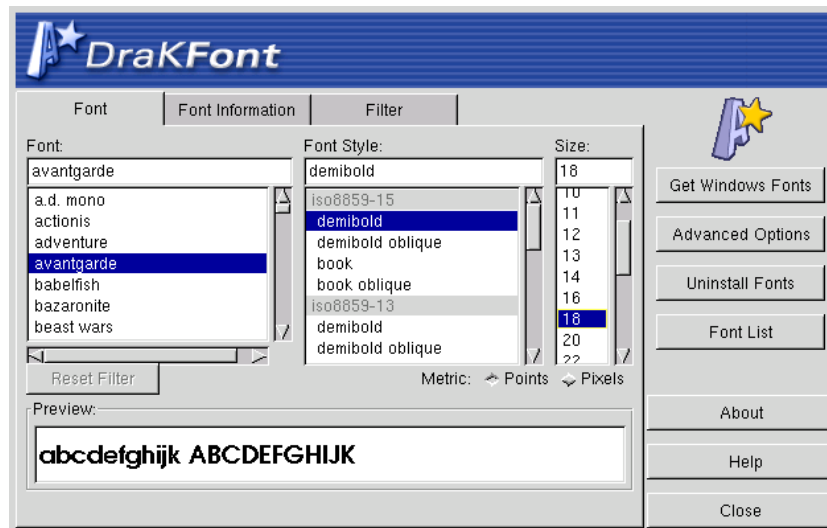 DraKFont
Font
Font Information
Filter
Font:
Font Style:
Size:
avantgarde
demibold
18
a.d. mono
actionis
adventure
avantgarde
babelfish
bazaronite
beast wars
iso8859-15
demibold
demibold oblique
book
book oblique
iso8859-13
demibold
demibold oblique
10
11
12
13
14
16
18
20
22
Reset Filter
Metric: Points Pixels
Preview:
abcdefghijk ABCDEFGHIJK
Get Windows Fonts
Advanced Options
Uninstall Fonts
Font List
About
Help
Close